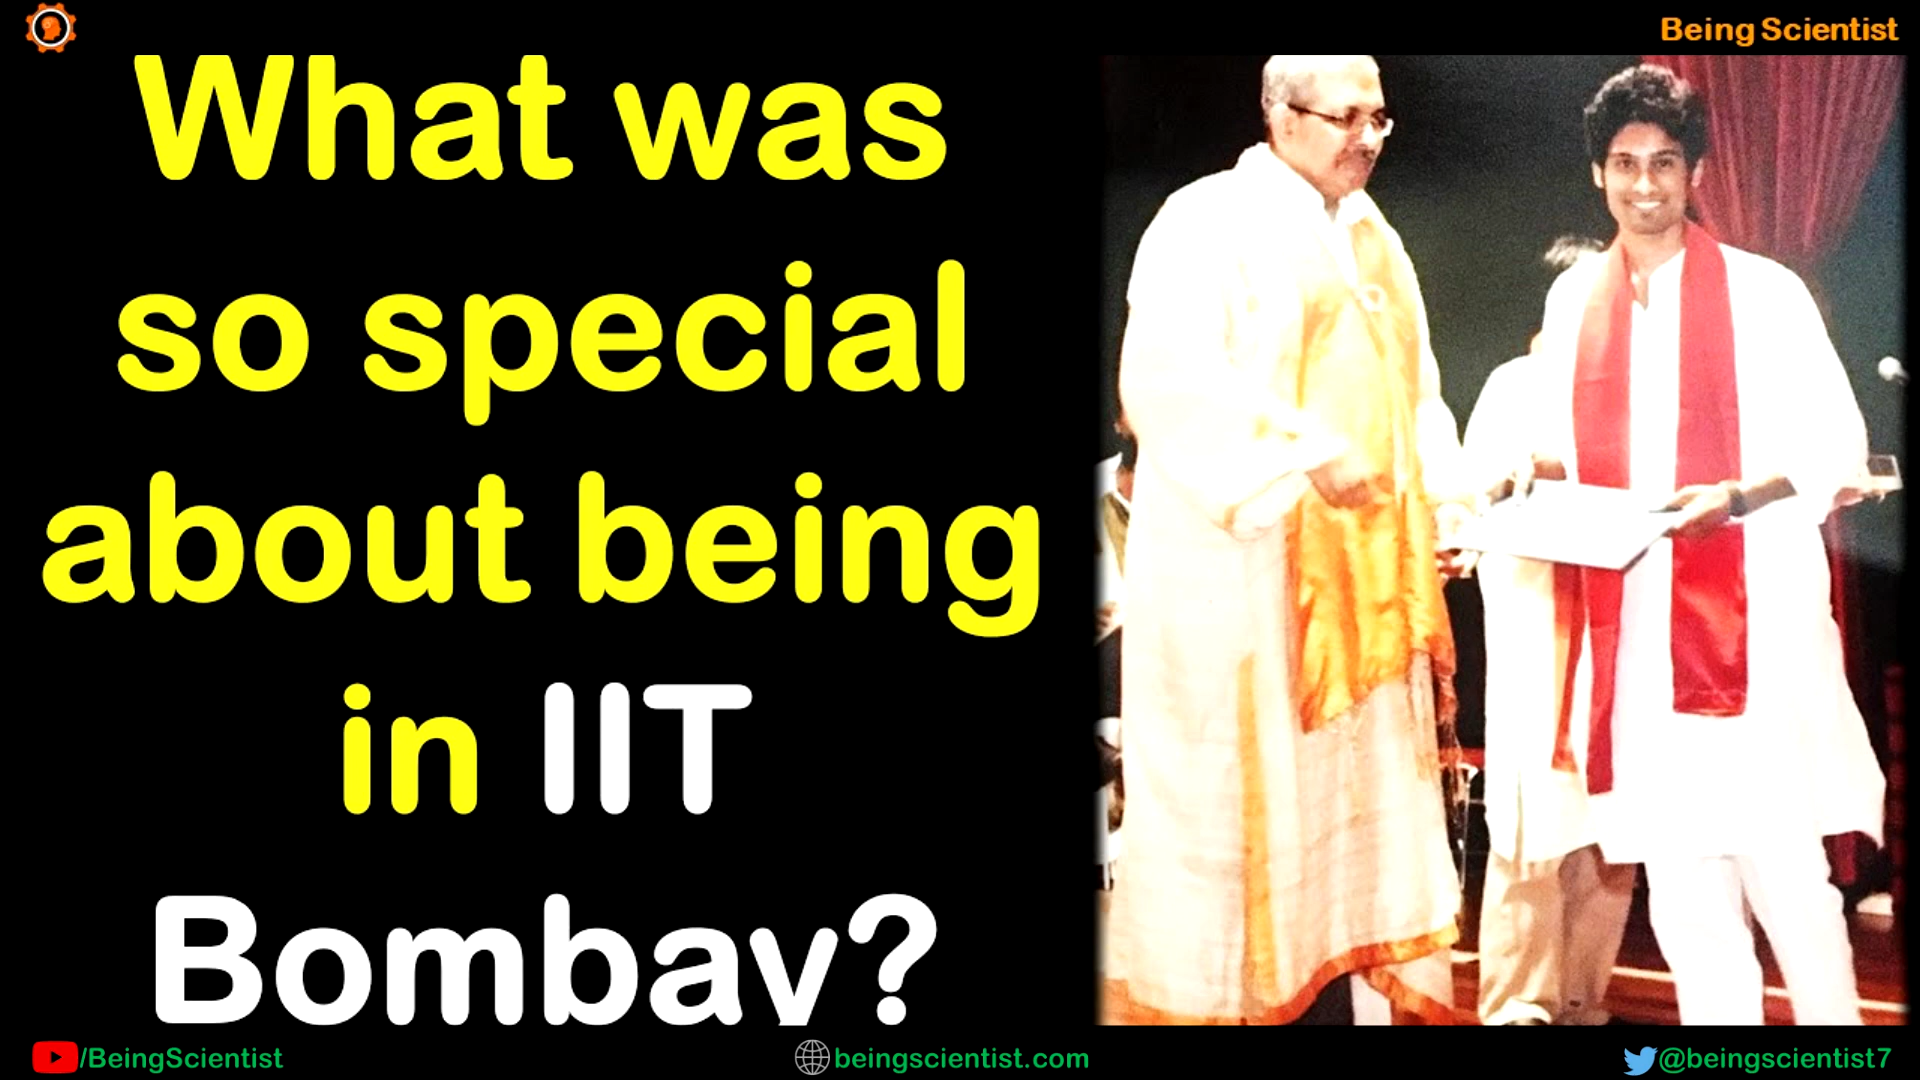 Being Scientist
What was
so special
about being
in IIT
Bombay?
/BeingScientist
beingscientist.com
@beingscientist7